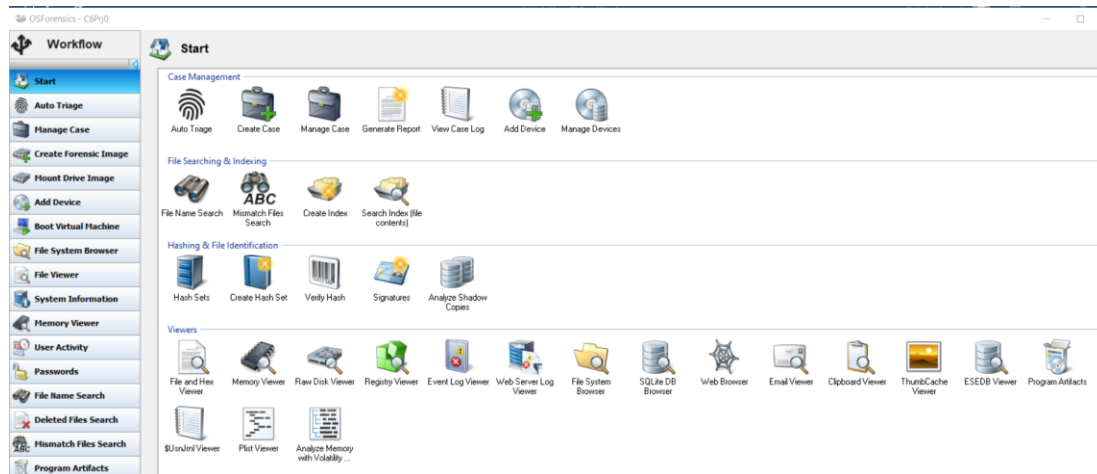 OSForensics - C6Prj0
Workflow
Start
Auto Triage
Manage Case
Create Forensic Image
Mount Drive Image
Add Device
Boot Virtual Machine
File System Browser
File Viewer
System Information
Memory Viewer
User Activity
Passwords
File Name Search
Deleted Files Search
ABC
Mismatch Files Search
Program Artifacts
Start
Case Management
Auto Triage
Create Case
Manage Case
Generate Report
View Case Log
Add Device
Manage Devices
File Searching & Indexing
ABC
File Name Search
Mismatch Files
Search
Create Index
Search Index (file
contents)
Hashing & File Identification
Hash Sets
Create Hash Set
Verify Hash
Signatures
Analyze Shadow
Copies
Viewers
File and Hex
Viewer
Memory Viewer
Raw Disk Viewer
Registry Viewer
Event Log Viewer
Web Server Log
Viewer
File System
Browser
SQLite DB
Browser
Web Browser
Email Viewer
Clipboard Viewer
ThumbCache
Viewer
ESEDB Viewer
Program Artifacts
$UsnJrnl Viewer
Plist Viewer
Analyze Memory
with Volatility ...